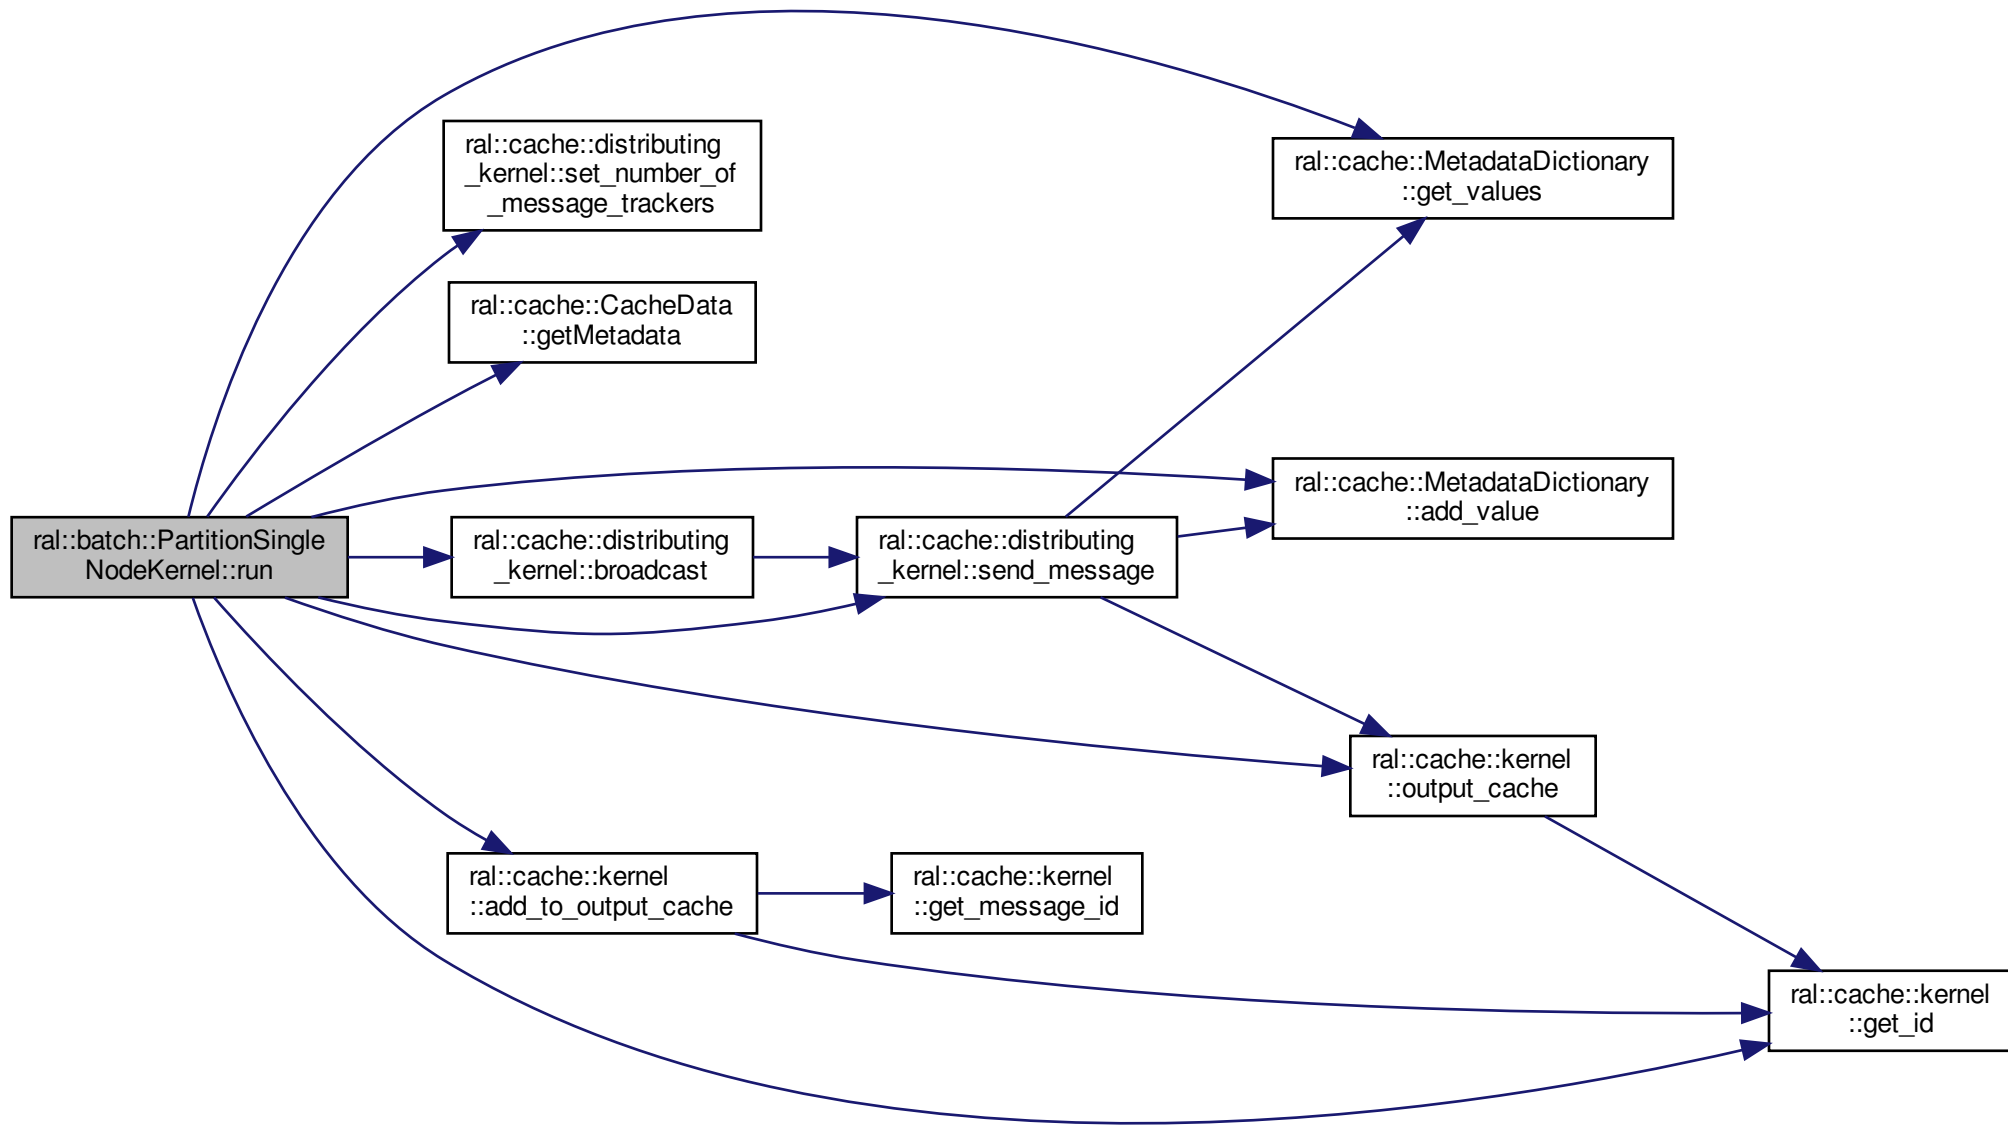 ral::cache::distributing
_kernel::set_number_of
_message_trackers
ral::cache::MetadataDictionary
::get_values
ral::cache::CacheData
::getMetadata
ral::cache::MetadataDictionary
::add_value
ral::batch::PartitionSingle
NodeKernel::run
ral::cache::distributing
_kernel::broadcast
ral::cache::distributing
_kernel::send_message
ral::cache::kernel
::output_cache
ral::cache::kernel
::add_to_output_cache
ral::cache::kernel
::get_message_id
ral::cache::kernel
::get_id